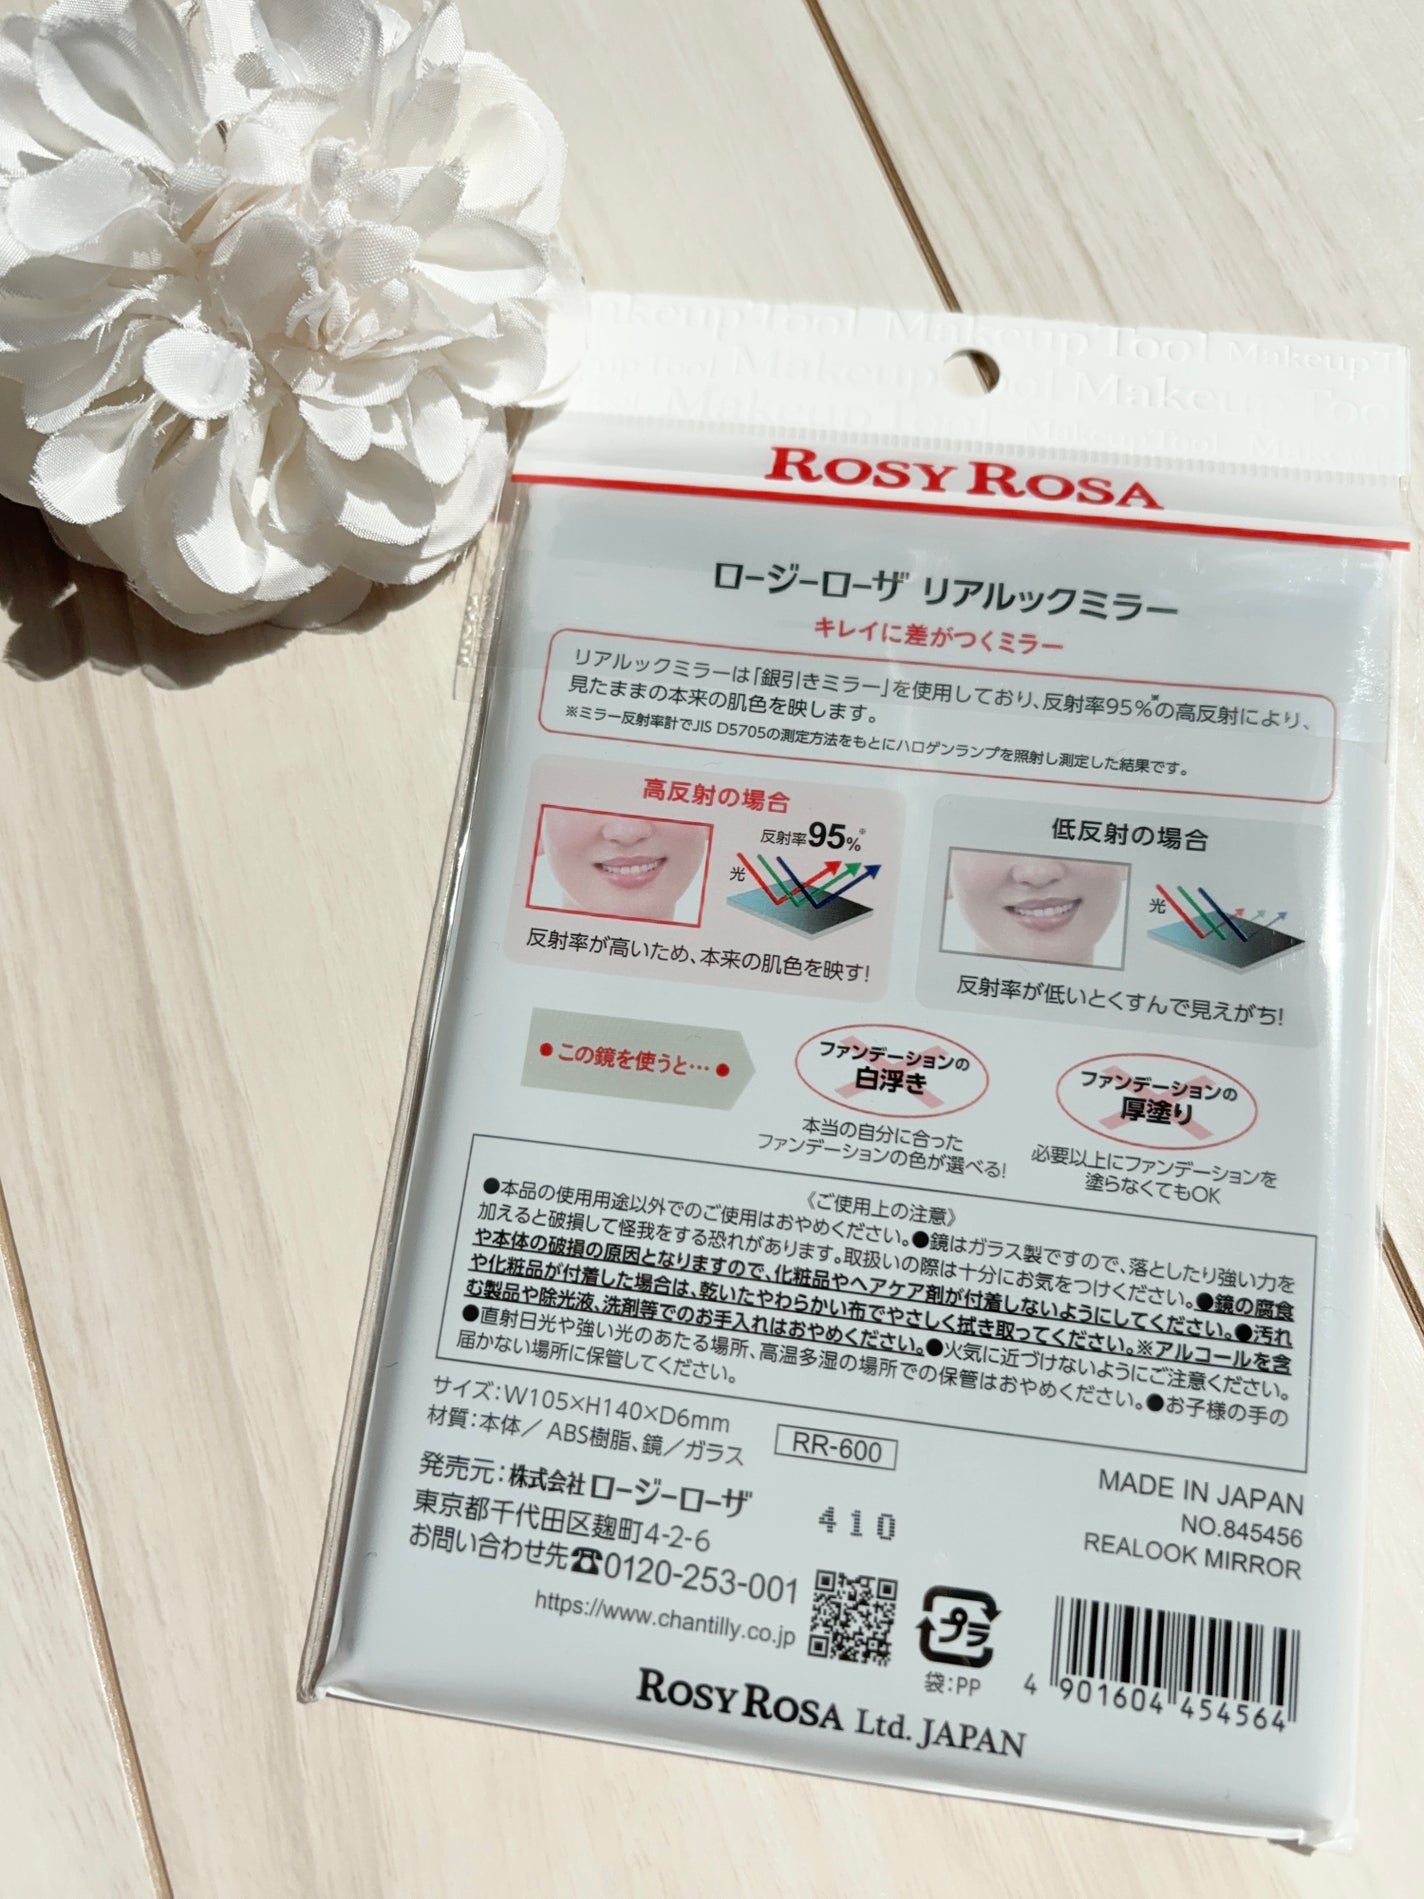 Makeup Tool Makeup Tool Makeup T
Tool Makeup Tool Makeup Too
Makeup Tool Makeup Tool Makeup
ROSY ROSA
ロージーローザ リアルックミラー
キレイに差がつくミラー
リアルックミラーは「銀引きミラー」を使用しており、反射率95%※の高反射により、
見たままの本来の肌色を映します。
※ミラー反射率計でJIS D5705の測定方法をもとにハロゲンランプを照射し測定した結果です。
高反射の場合
反射率95%※
光
反射率が高いため、本来の肌色を映す!
低反射の場合
光
反射率が低いとくすんで見えがち!
●この鏡を使うと…●
ファンデーションの
白浮き
本当の自分に合った
ファンデーションの色が選べる!
ファンデーションの
厚塗り
必要以上にファンデーションを
塗らなくてもOK
《ご使用上の注意》
●本品の使用用途以外でのご使用はおやめください。●鏡はガラス製ですので、落としたり強い力を
加えると破損して怪我をする恐れがあります。取扱いの際は十分にお気をつけください。●鏡の腐食
や本体の破損の原因となりますので、化粧品やヘアケア剤が付着しないようにしてください。●汚れ
や化粧品が付着した場合は、乾いたやわらかい布でやさしく拭き取ってください。※アルコールを含
む製品や除光液、洗剤等でのお手入れはおやめください。●火気に近づけないようにご注意ください。
●直射日光や強い光のあたる場所、高温多湿の場所での保管はおやめください。●お子様の手の
届かない場所に保管してください。
サイズ:W105×H140×D6mm
材質:本体／ABS樹脂、鏡／ガラス
RR-600
発売元:株式会社ロージーローザ
東京都千代田区麹町4-2-6
お問い合わせ先☎0120-253-001
https://www.chantilly.co.jp
410
MADE IN JAPAN
NO.845456
REALOOK MIRROR
プラ
袋:PP
4 901604 454564
ROSY ROSA Ltd. JAPAN